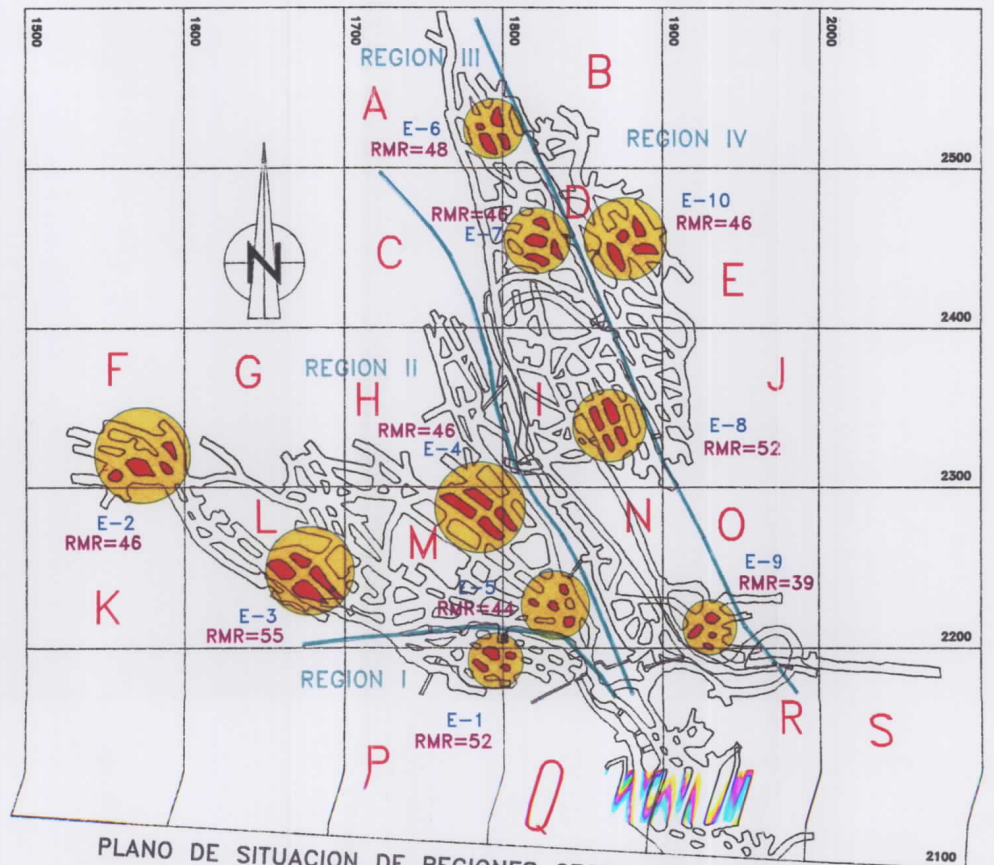 1500
1600
1700
1800
1900
2000
REGION III
B
A
E-6
RMR=48
REGION IV
2500
D
E-10
RMR=46
RMR=46
E-7
C
E
2400
F
G
REGION II
H
I
J
RMR=46
E-4
E-8
RMR=52
2300
L
M
N
O
E-2
RMR=46
E-9
RMR=39
E-5
RMR=44
K
E-3
RMR=55
2200
REGION I
E-1
RMR=52
R
S
P
Q
N
PLANO DE SITUACION DE REGIONES
2100